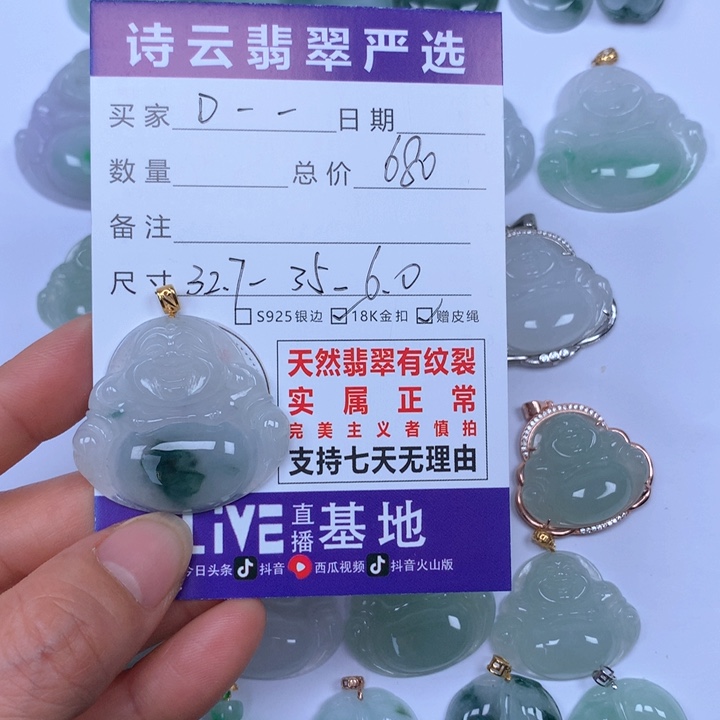 诗云翡翠严选
买家 D-- 日期
数量 总价 680
备注
尺寸 32.7-35-6.0
S925银边 18K金扣 赠皮绳
天然翡翠有纹裂
实属正常
完美主义者慎拍
支持七天无理由
LiVE 直播 基地
今日头条 抖音 西瓜视频 抖音火山版